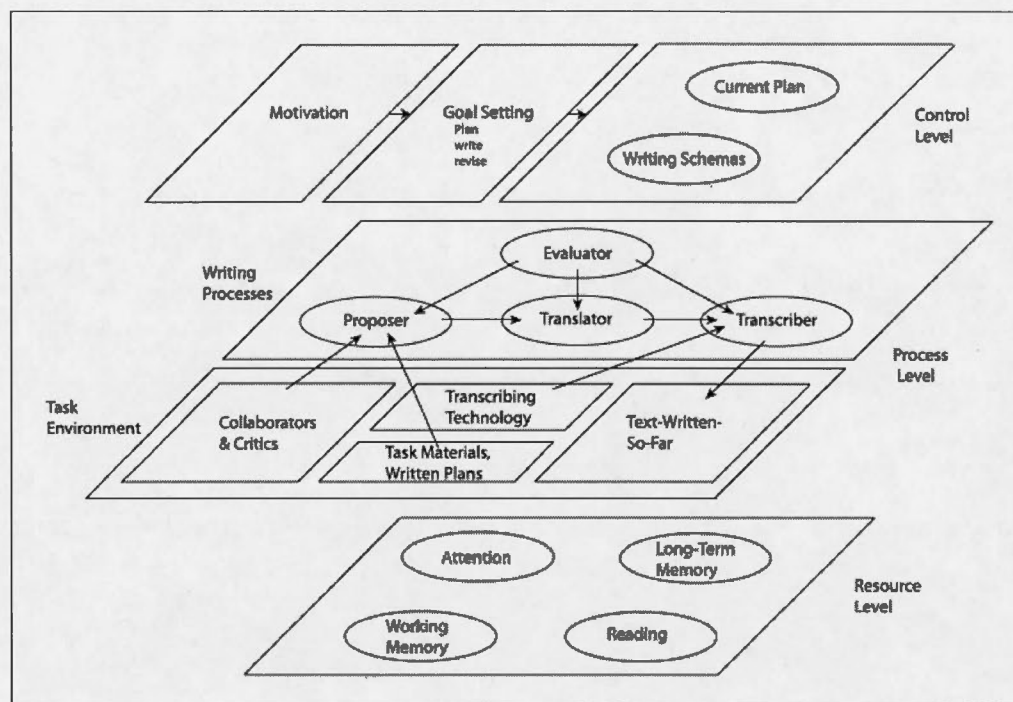 Motivation
Goal Setting
Plan
write
revise
Current Plan
Writing Schemas
Control
Level
Writing
Processes
Evaluator
Proposer
Translator
Transcriber
Process
Level
Task
Environment
Collaborators
& Critics
Transcribing
Technology
Task Materials,
Written Plans
Text-Written-
So-Far
Attention
Long-Term
Memory
Working
Memory
Reading
Resource
Level